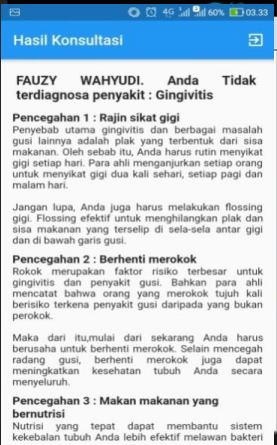 4G 60% 03.33
Hasil Konsultasi
FAUZY WAHYUDI. Anda Tidak
terdiagnosa penyakit : Gingivitis
Pencegahan 1 : Rajin sikat gigi
Penyebab utama gingivitis dan berbagai masalah
gusi lainnya adalah plak yang terbentuk dari sisa
makanan. Oleh sebab itu, Anda harus rutin menyikat
gigi setiap hari. Para ahli menganjurkan setiap orang
untuk menyikat gigi dua kali sehari, setiap pagi dan
malam hari.
Jangan lupa, Anda juga harus melakukan flossing
gigi. Flossing efektif untuk menghilangkan plak dan
sisa makanan yang terselip di sela-sela antar gigi
dan di bawah garis gusi.
Pencegahan 2 : Berhenti merokok
Rokok merupakan faktor risiko terbesar untuk
gingivitis dan penyakit gusi. Bahkan para ahli
mencatat bahwa orang yang merokok tujuh kali
berisiko terkena penyakit gusi daripada yang bukan
perokok.
Maka dari itu,mulai dari sekarang Anda harus
berusaha untuk berhenti merokok. Selain mencegah
radang gusi, berhenti merokok juga dapat
meningkatkan kesehatan tubuh Anda secara
menyeluruh.
Pencegahan 3 : Makan makanan yang
bernutrisi
Nutrisi yang tepat dapat membantu sistem
kekebalan tubuh Anda lebih efektif melawan bakteri